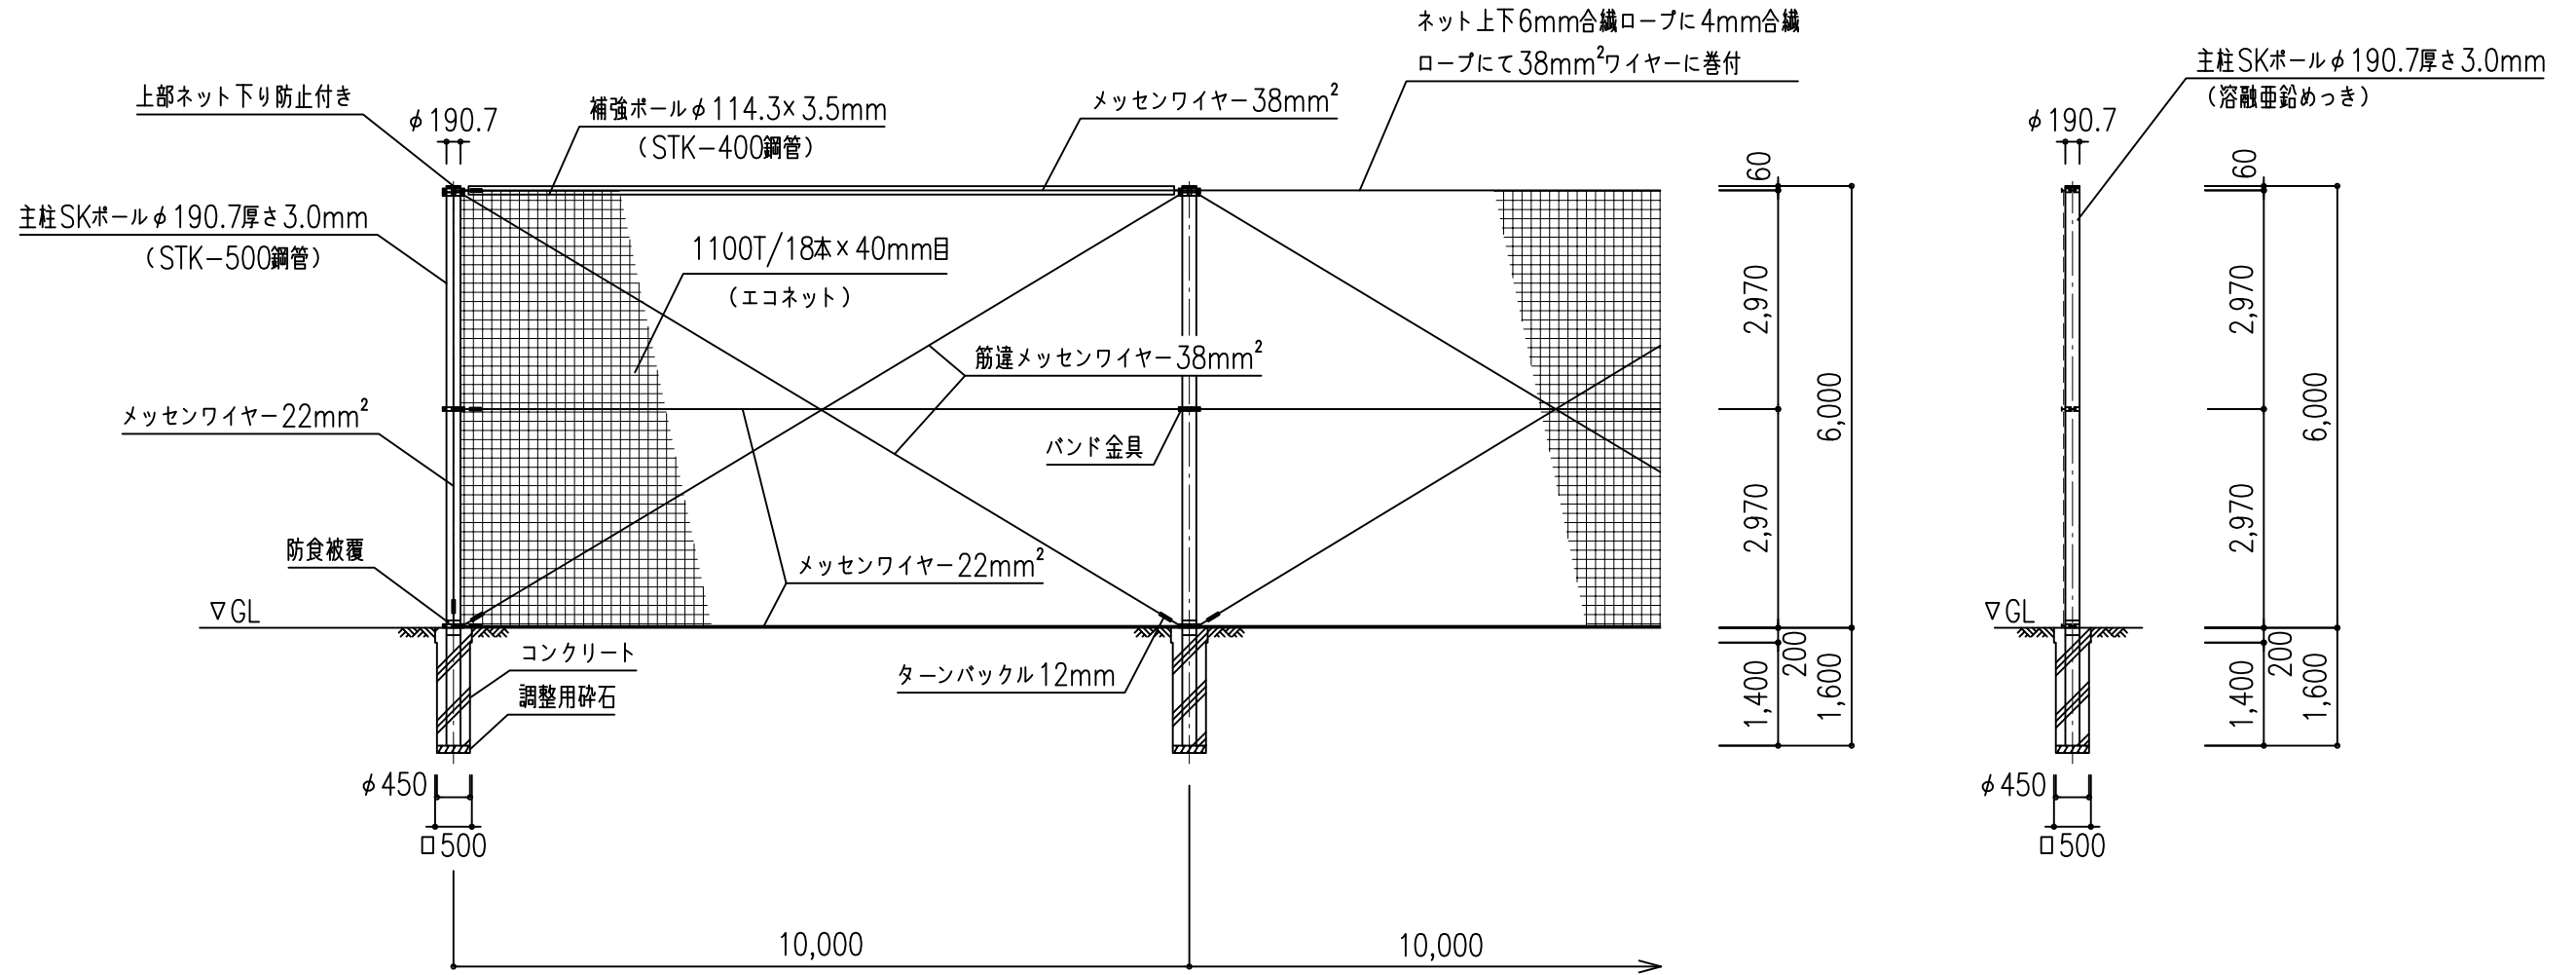 ネット上下6mm合繊ロープに4mm合繊
ロープにて38mm²ワイヤーに巻付
主柱SKポールφ190.7厚さ3.0mm
(溶融亜鉛めっき)
上部ネット下り防止付き
φ190.7
補強ポールφ114.3×3.5mm
(STK-400鋼管)
メッセンワイヤー38mm²
φ190.7
主柱SKポールφ190.7厚さ3.0mm
(STK-500鋼管)
1100T/18本×40mm目
(エコネット)
筋違メッセンワイヤー38mm²
メッセンワイヤー22mm²
バンド金具
防食被覆
メッセンワイヤー22mm²
▽GL
コンクリート
調整用砕石
ターンバックル12mm
φ450
□500
10,000
10,000
60
2,970
2,970
6,000
200
1,400
1,600
▽GL
φ450
□500
60
2,970
2,970
6,000
200
1,400
1,600